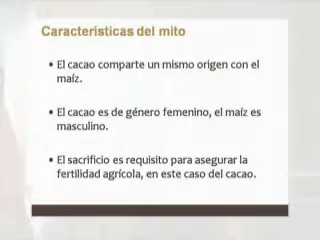 Características del mito
• El cacao comparte un mismo origen con el
maíz.
• El cacao es de género femenino, el maíz es
masculino.
• El sacrificio es requisito para asegurar la
fertilidad agrícola, en este caso del cacao.